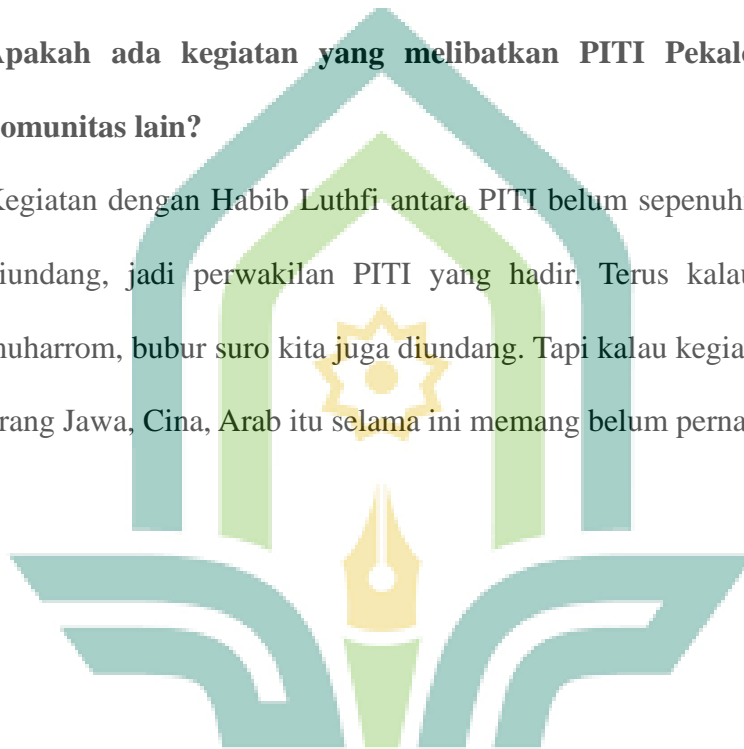 Apakah ada kegiatan yang melibatkan PITI Pekalo
omunitas lain?
Kegiatan dengan Habib Luthfi antara PITI belum sepenuh
iundang, jadi perwakilan PITI yang hadir. Terus kalau
muharrom, bubur suro kita juga diundang. Tapi kalau kegia
rang Jawa, Cina, Arab itu selama ini memang belum perna